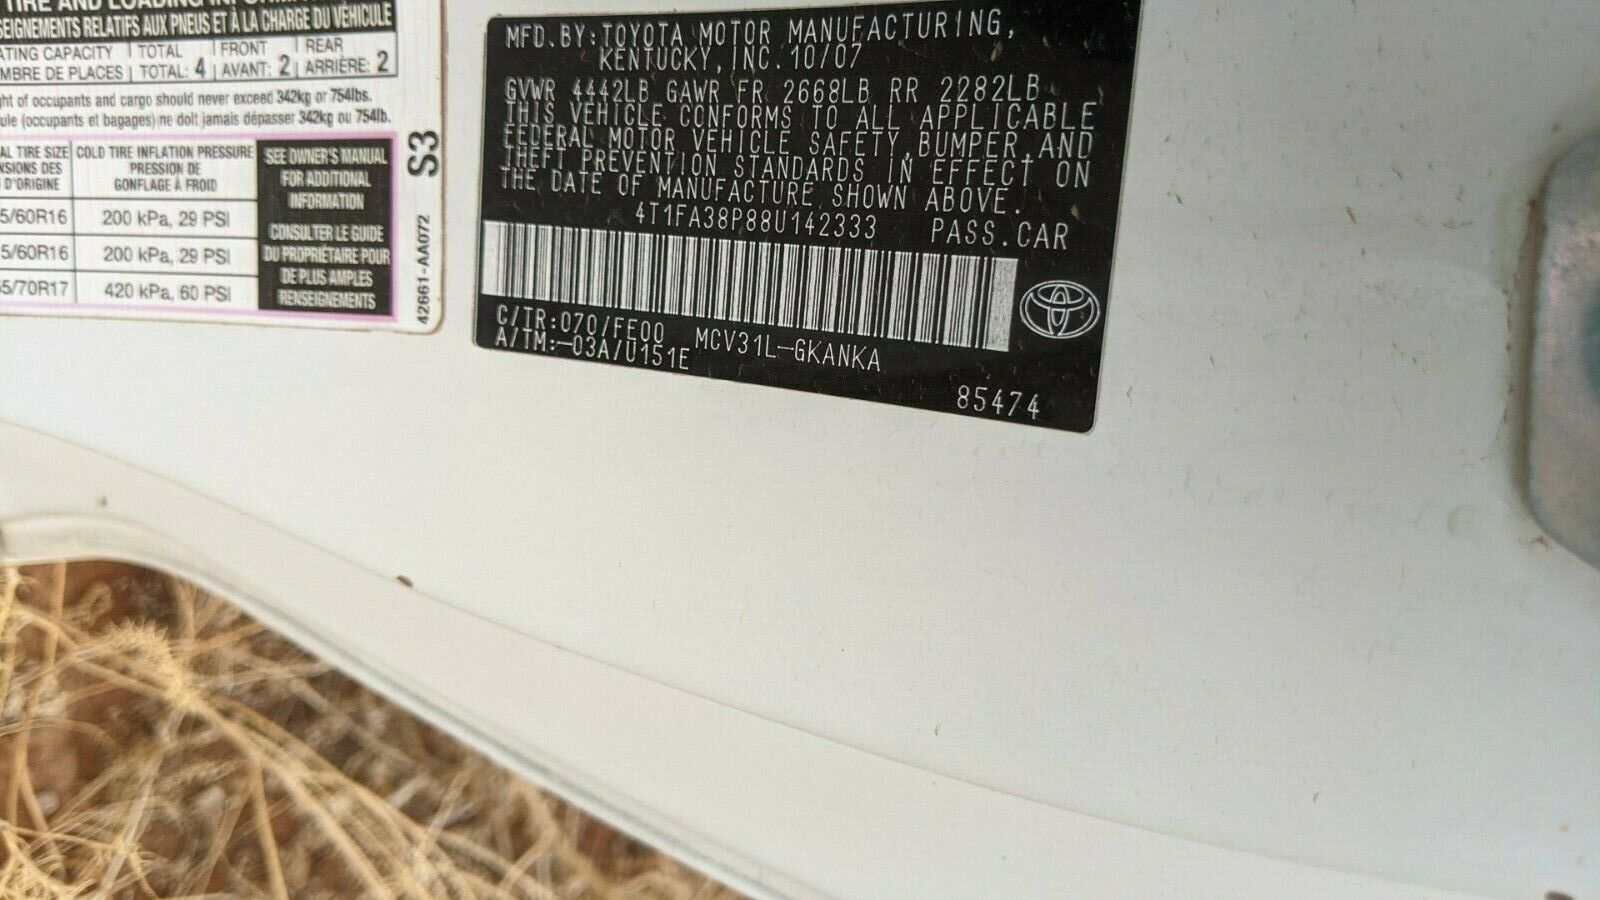 TIRE AND LOADING
SEIGNEMENTS RELATIFS AUX PNEUS ET À LA CHARGE DU VÉHICULE
ATING CAPACITY TOTAL FRONT REAR
MBRE DE PLACES TOTAL: 4 AVANT: 2 ARRIÈRE: 2
ght of occupants and cargo should never exceed 342kg or 754lbs.
ule (occupants et bagages) ne doit jamais dépasser 342kg ou 754lb.
AL TIRE SIZE COLD TIRE INFLATION PRESSURE
NSIONS DES PRESSION DE
D'ORIGINE GONFLAGE À FROID
5/60R16 200 kPa, 29 PSI
5/60R16 200 kPa, 29 PSI
5/70R17 420 kPa, 60 PSI
SEE OWNER'S MANUAL
FOR ADDITIONAL
INFORMATION
CONSULTER LE GUIDE
DU PROPRIÉTAIRE POUR
DE PLUS AMPLES
RENSEIGNEMENTS
S3
42661-AA072
MFD.BY:TOYOTA MOTOR MANUFACTURING,
KENTUCKY,INC.10/07
GVWR 4442LB GAWR FR 2668LB RR 2282LB
THIS VEHICLE CONFORMS TO ALL APPLICABLE
FEDERAL MOTOR VEHICLE SAFETY,BUMPER,AND
THEFT PREVENTION STANDARDS IN EFFECT ON
THE DATE OF MANUFACTURE SHOWN ABOVE.
4T1FA38P88U142333 PASS.CAR
C/TR:070/FE00 MCV31L-GKANKA
A/TM:-03A/U151E
85474